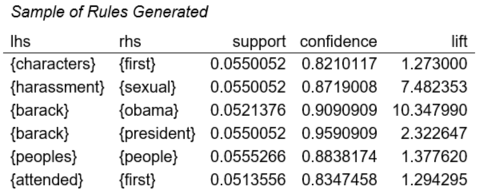 Sample of Rules Generated
lhs rhs support confidence lift
{characters} {first} 0.0550052 0.8210117 1.273000
{harassment} {sexual} 0.0550052 0.8719008 7.482353
{barack} {obama} 0.0521376 0.9090909 10.347990
{barack} {president} 0.0550052 0.9590909 2.322647
{peoples} {people} 0.0555266 0.8838174 1.377620
{attended} {first} 0.0513556 0.8347458 1.294295